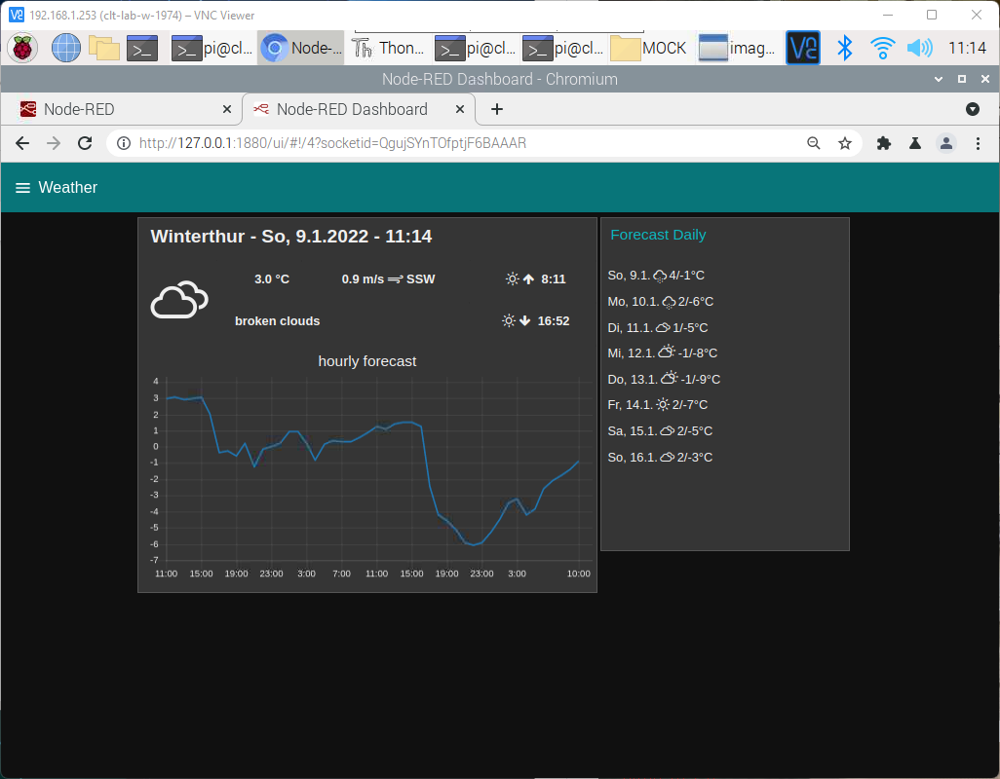 192.168.1.253 (clt-lab-w-1974) – VNC Viewer
pi@cl... Node-... Thon... pi@cl... pi@cl... MOCK imag... 11:14
Node-RED Dashboard - Chromium
Node-RED Node-RED Dashboard
http://127.0.0.1:1880/ui/#!/4?socketid=QgujSYnTOfptjF6BAAAR
Weather
Winterthur - So, 9.1.2022 - 11:14
3.0 °C 0.9 m/s SSW 8:11
broken clouds 16:52
hourly forecast
4
3
2
1
0
-1
-2
-3
-4
-5
-6
-7
11:00 15:00 19:00 23:00 3:00 7:00 11:00 15:00 19:00 23:00 3:00 10:00
Forecast Daily
So, 9.1. 4/-1°C
Mo, 10.1. 2/-6°C
Di, 11.1. 1/-5°C
Mi, 12.1. -1/-8°C
Do, 13.1. -1/-9°C
Fr, 14.1. 2/-7°C
Sa, 15.1. 2/-5°C
So, 16.1. 2/-3°C